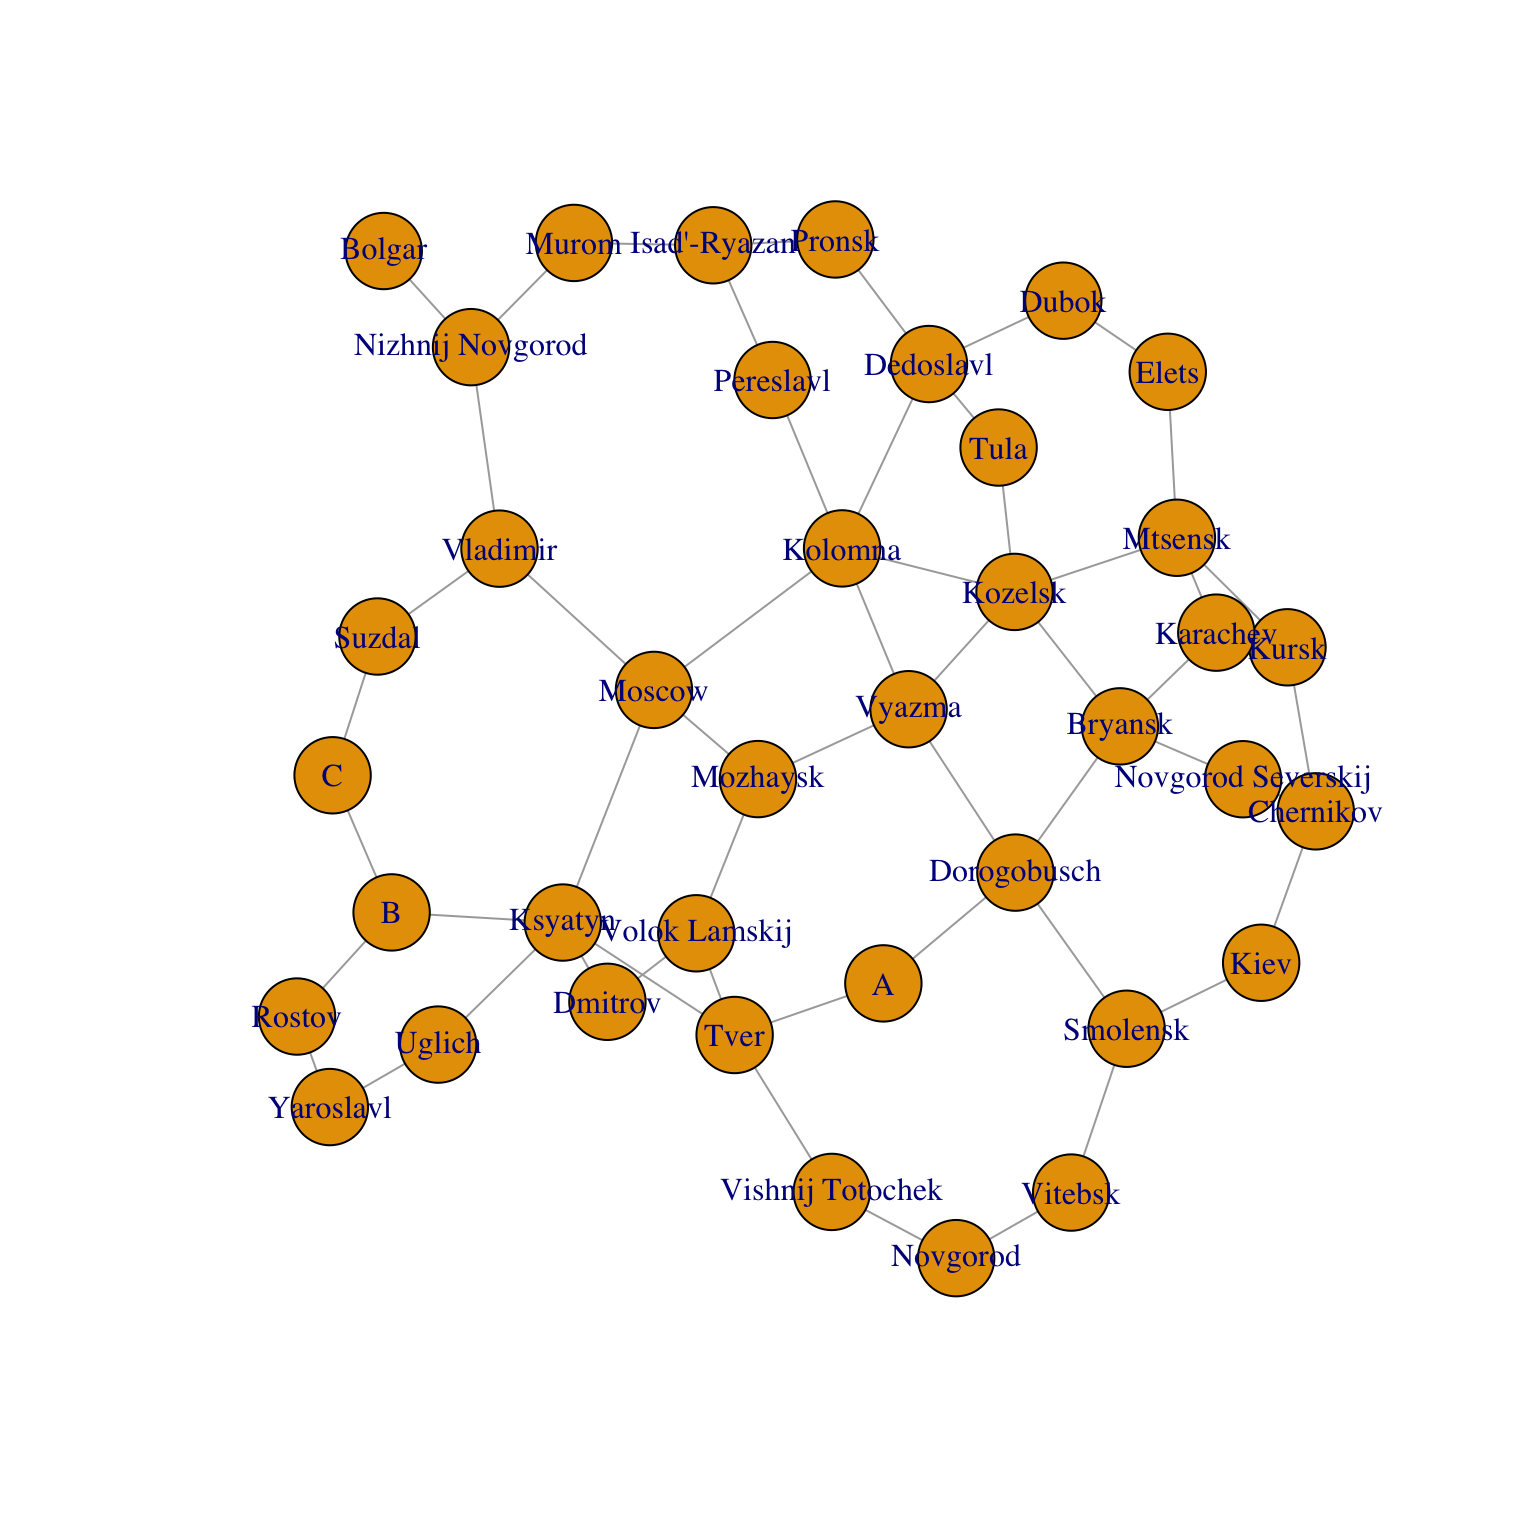 Bolgar
Murom
Isad'-Ryazan
Pronsk
Dubok
Nizhnij Novgorod
Pereslavl
Dedoslavl
Elets
Tula
Vladimir
Kolomna
Mtsensk
Kozelsk
Suzdal
Karachev
Kursk
Moscow
Vyazma
Bryansk
C
Mozhaysk
Novgorod Severskij
Chernikov
Dorogobusch
B
Ksyatyn
Volok Lamskij
Kiev
A
Rostov
Dmitrov
Uglich
Tver
Smolensk
Yaroslavl
Vishnij Totochek
Vitebsk
Novgorod